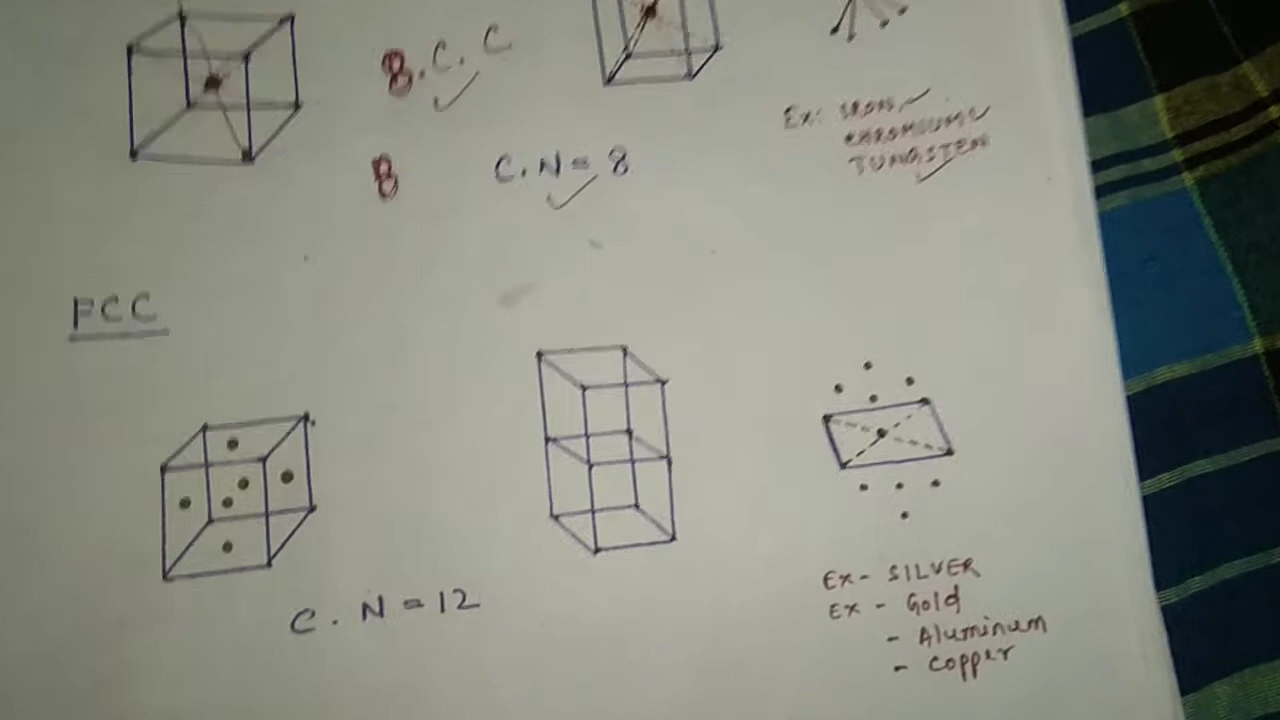 B.C.C
Ex: IRON
CHROMIUM
TUNGSTEN
B
C.N = 8
FCC
C.N = 12
Ex- SILVER
Ex - Gold
- Aluminum
- Copper